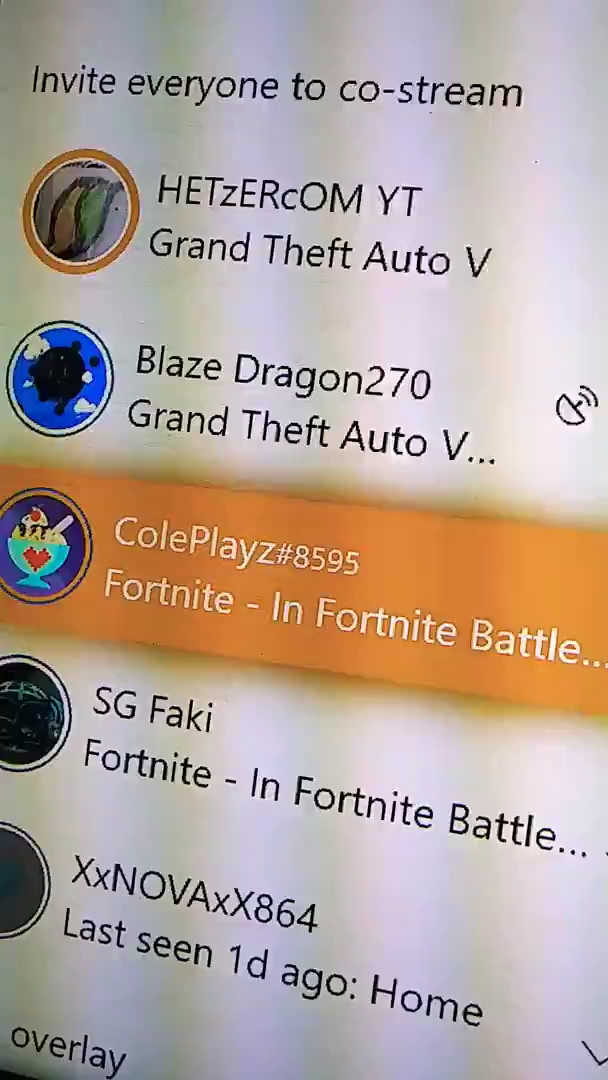 Invite everyone to co-stream
HETzERcOM YT
Grand Theft Auto V
Blaze Dragon270
Grand Theft Auto V...
ColePlayz#8595
Fortnite - In Fortnite Battle...
SG Faki
Fortnite - In Fortnite Battle...
XxNOVAxX864
Last seen 1d ago: Home
overlay